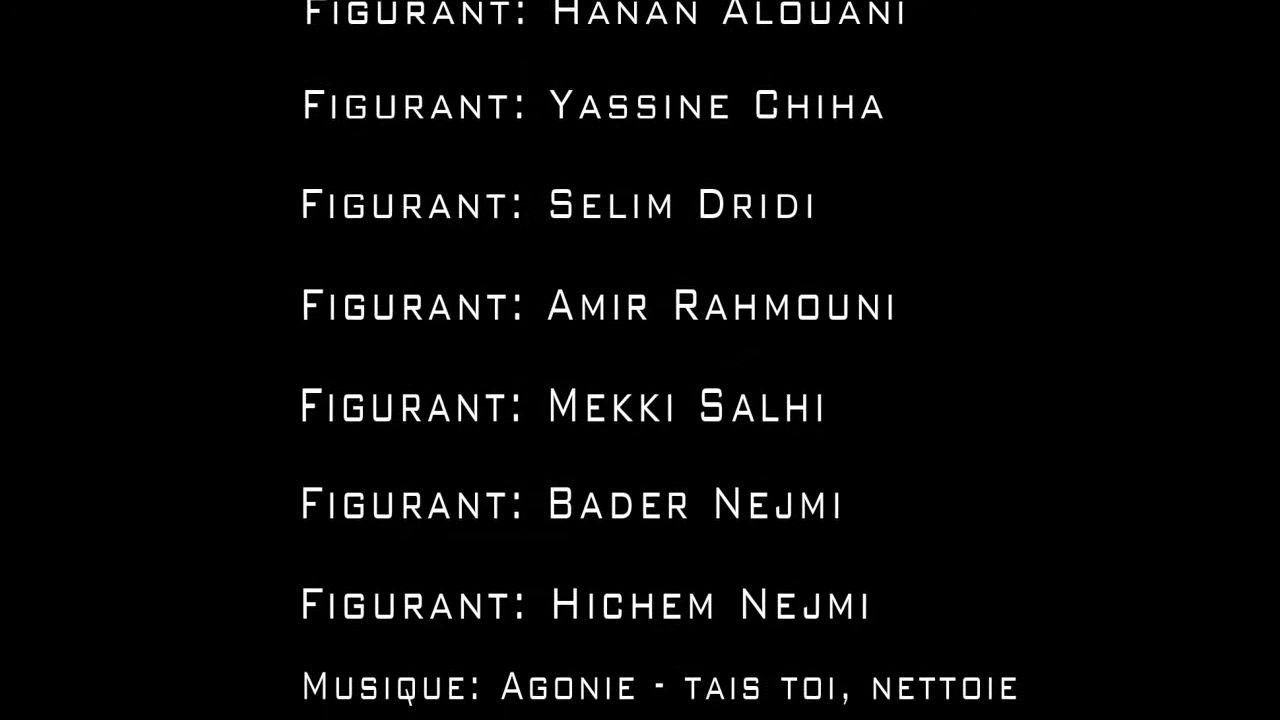 Figurant: Hanan Alouani
Figurant: Yassine Chiha
Figurant: Selim Dridi
Figurant: Amir Rahmouni
Figurant: Mekki Salhi
Figurant: Bader Nejmi
Figurant: Hichem Nejmi
Musique: Agonie - tais toi, nettoie